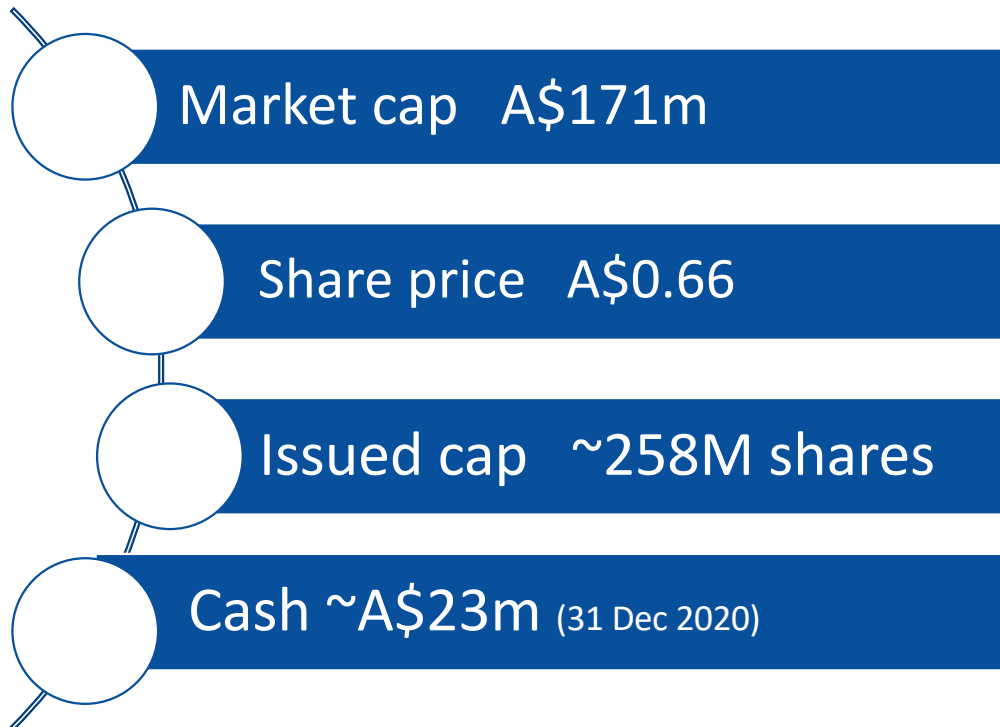 Market cap A$171m
Share price A$0.66
Issued cap ~258M shares
Cash ~A$23m (31 Dec 2020)